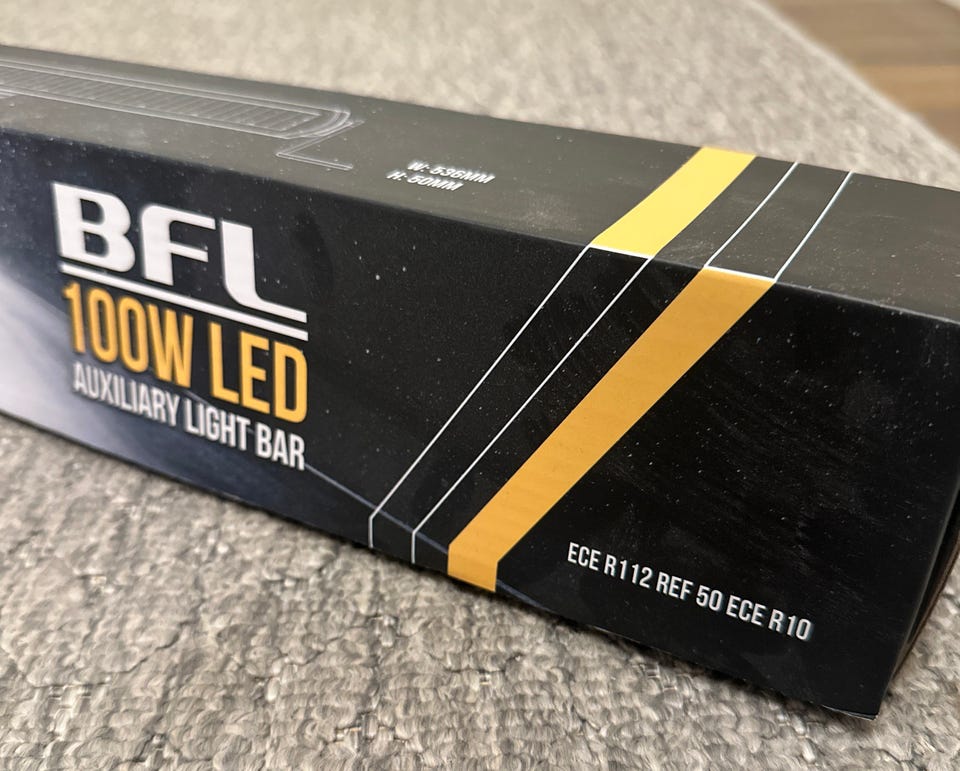 W: 536MM
H: 50MM
BFL
100W LED
AUXILIARY LIGHT BAR
ECE R112 REF 50 ECE R10